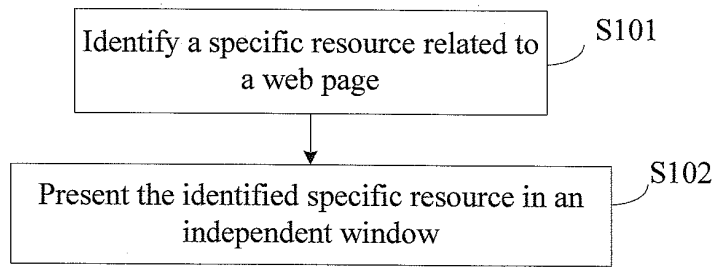 Identify a specific resource related to
a web page
S101
Present the identified specific resource in an
independent window
S102